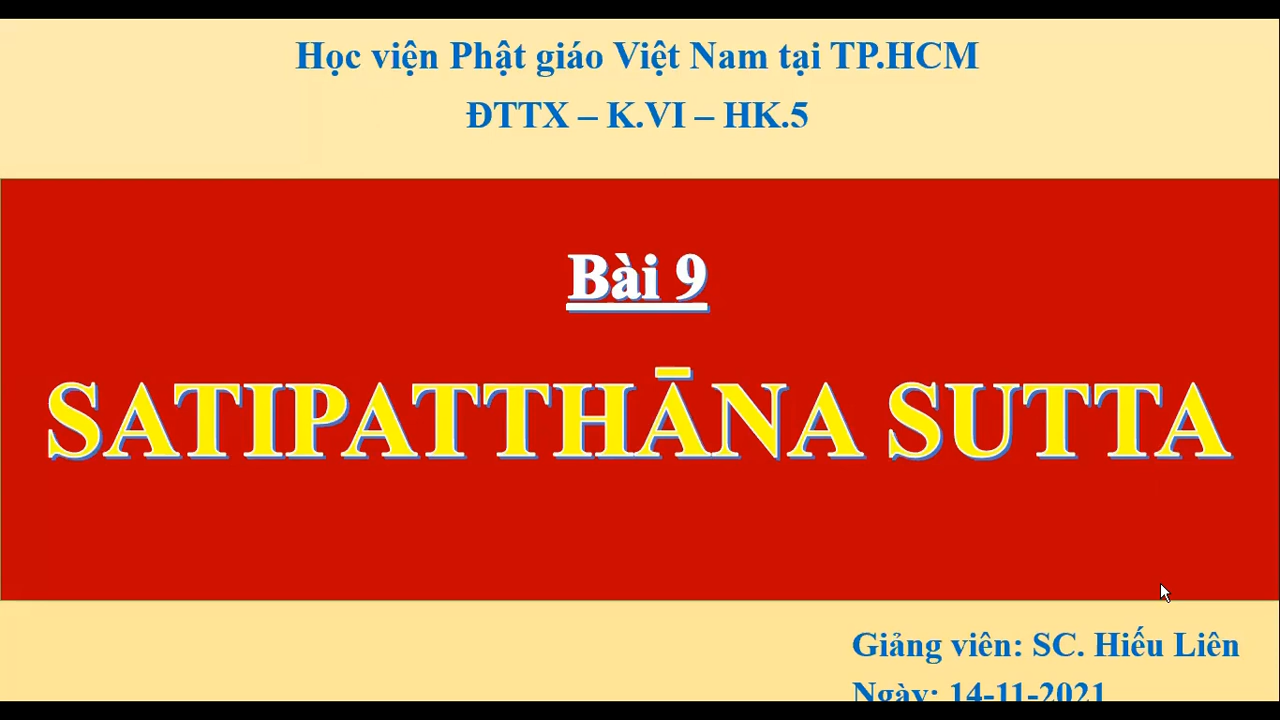 Học viện Phật giáo Việt Nam tại TP.HCM
ĐTTX – K.VI – HK.5
Bài 9
SATIPATTHĀNA SUTTA
Giảng viên: SC. Hiếu Liên
Ngày: 14-11-2021